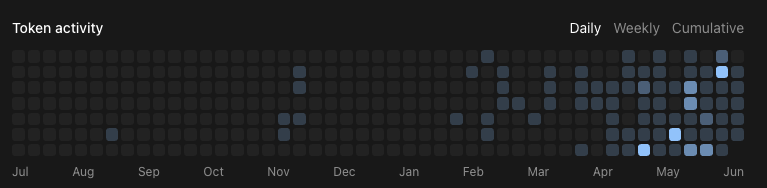 Token activity
Daily Weekly Cumulative
Jul Aug Sep Oct Nov Dec Jan Feb Mar Apr May Jun